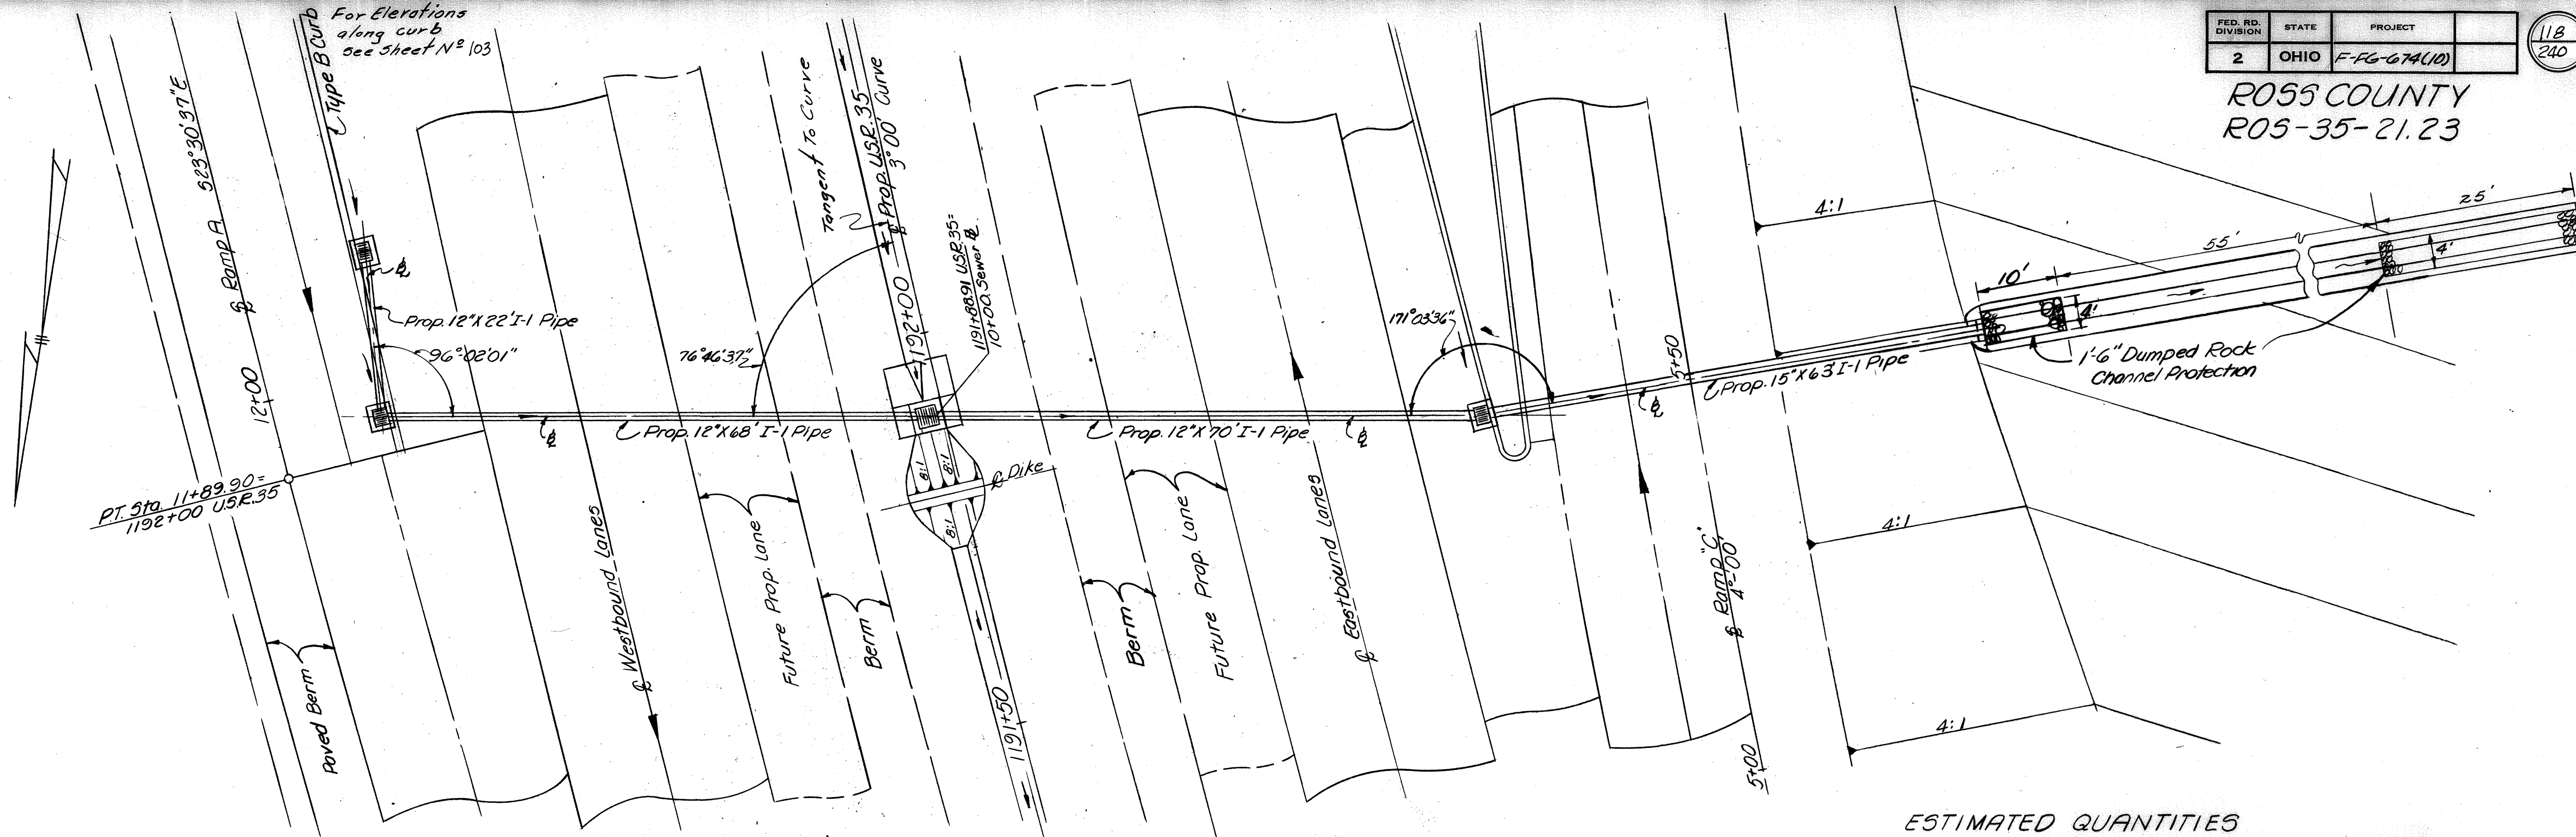 For Elevations
along curb
see sheet Nº 103
Type B Curb
FED. RD. DIVISION
STATE
PROJECT
2
OHIO
F-FG-674(10)
118
240
ROSS COUNTY
ROS-35-21.23
S23°30'37"E
℄ Ramp A
12+00
Prop. 12"X22' I-1 Pipe
96°-02'01"
P.T. Sta. 11+89.90=
1192+00 U.S.R.35
Paved Berm
℄ Westbound Lanes
Prop. 12"X68' I-1 Pipe
Future Prop. Lane
Berm
76°46'37"
Tangent To Curve
℄ Prop. U.S.R. 35
3°00' Curve
1192+00
1191+88.91 U.S.R.35=
10+00, Sewer ℄
8:1
8:1
8:1
℄ Dike
1191+50
Prop. 12"X70' I-1 Pipe
Berm
Future Prop. Lane
℄ Eastbound Lanes
171°03'36"
5+50
Prop. 15"X63' I-1 Pipe
℄ Ramp "C"
4°-00'
5+00
4:1
4:1
4:1
10'
4'
55'
25'
4'
1'-6" Dumped Rock
Channel Protection
ESTIMATED QUANTITIES